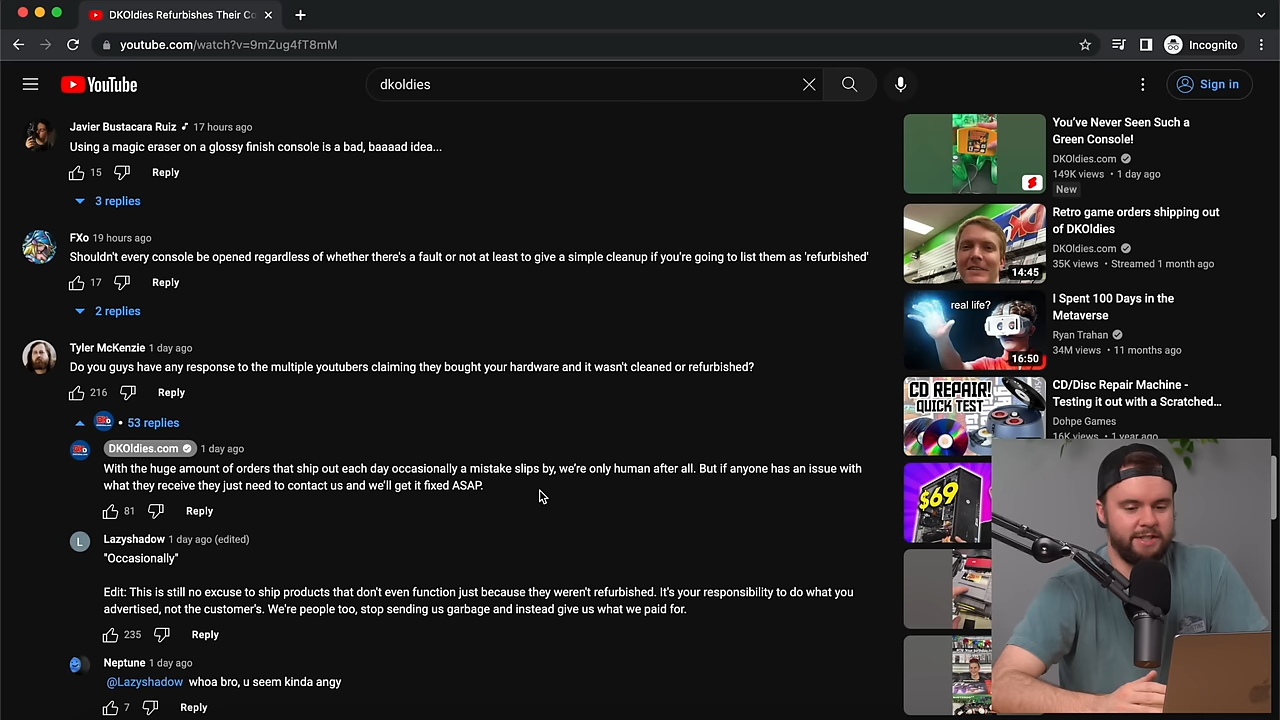 DKOldies Refurbishes Their Co
youtube.com/watch?v=9mZug4fT8mM
Incognito
YouTube
dkoldies
Sign in
Javier Bustacara Ruiz 17 hours ago
Using a magic eraser on a glossy finish console is a bad, baaaad idea...
15 Reply
3 replies
FXo 19 hours ago
Shouldn't every console be opened regardless of whether there's a fault or not at least to give a simple cleanup if you're going to list them as 'refurbished'
17 Reply
2 replies
Tyler McKenzie 1 day ago
Do you guys have any response to the multiple youtubers claiming they bought your hardware and it wasn't cleaned or refurbished?
216 Reply
53 replies
DKOldies.com 1 day ago
With the huge amount of orders that ship out each day occasionally a mistake slips by, we're only human after all. But if anyone has an issue with
what they receive they just need to contact us and we'll get it fixed ASAP.
81 Reply
Lazyshadow 1 day ago (edited)
"Occasionally"
Edit: This is still no excuse to ship products that don't even function just because they weren't refurbished. It's your responsibility to do what you
advertised, not the customer's. We're people too, stop sending us garbage and instead give us what we paid for.
235 Reply
Neptune 1 day ago
@Lazyshadow whoa bro, u seem kinda angy
7 Reply
You've Never Seen Such a
Green Console!
DKOldies.com
149K views • 1 day ago
New
Retro game orders shipping out
of DKOldies
DKOldies.com
35K views • Streamed 1 month ago
14:45
real life?
16:50
I Spent 100 Days in the
Metaverse
Ryan Trahan
34M views • 11 months ago
CD REPAIR!
QUICK TEST
CD/Disc Repair Machine -
Testing it out with a Scratched...
Dohpe Games
16K views • 1 year ago
$69